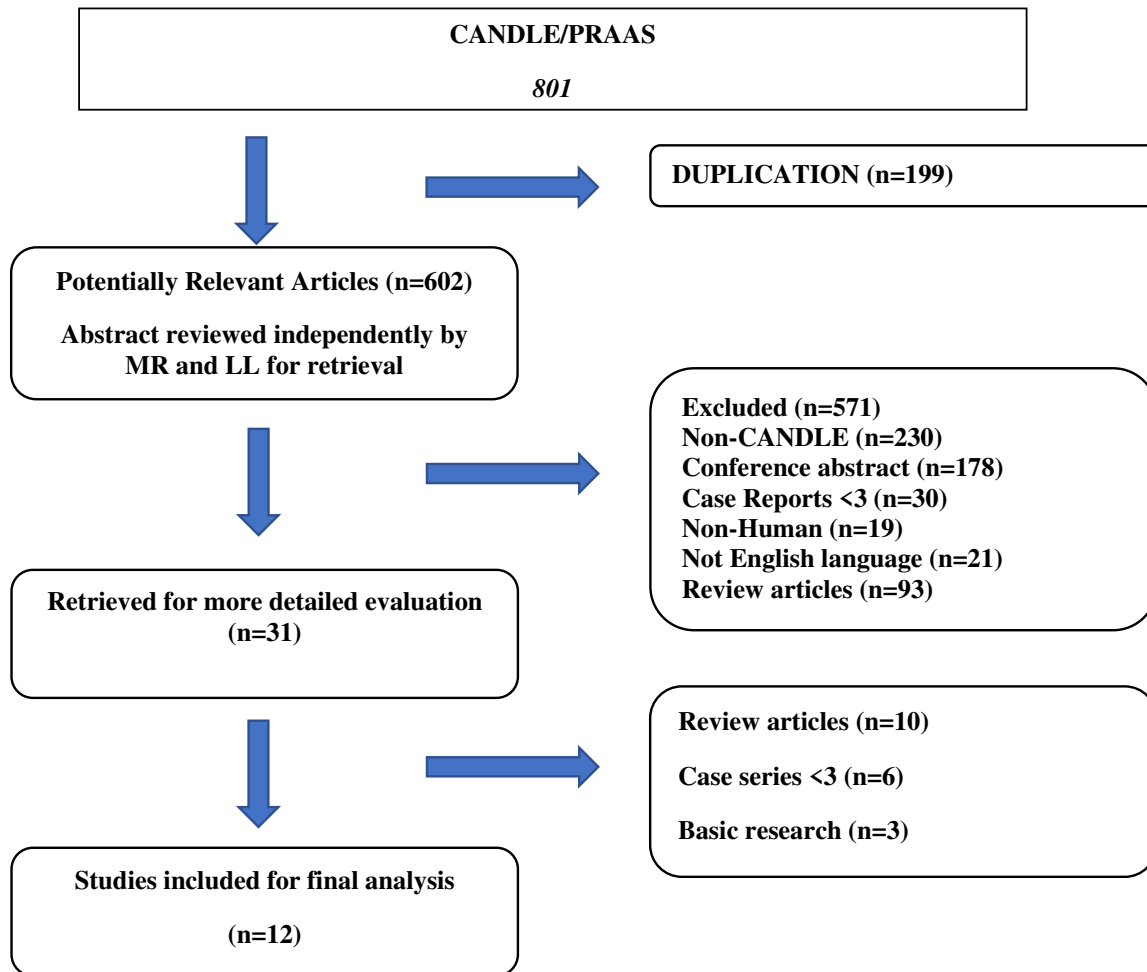 CANDLE/PRAAS
801
DUPLICATION (n=199)
Potentially Relevant Articles (n=602)
Abstract reviewed independently by
MR and LL for retrieval
Excluded (n=571)
Non-CANDLE (n=230)
Conference abstract (n=178)
Case Reports <3 (n=30)
Non-Human (n=19)
Not English language (n=21)
Review articles (n=93)
Retrieved for more detailed evaluation
(n=31)
Review articles (n=10)
Case series <3 (n=6)
Basic research (n=3)
Studies included for final analysis
(n=12)